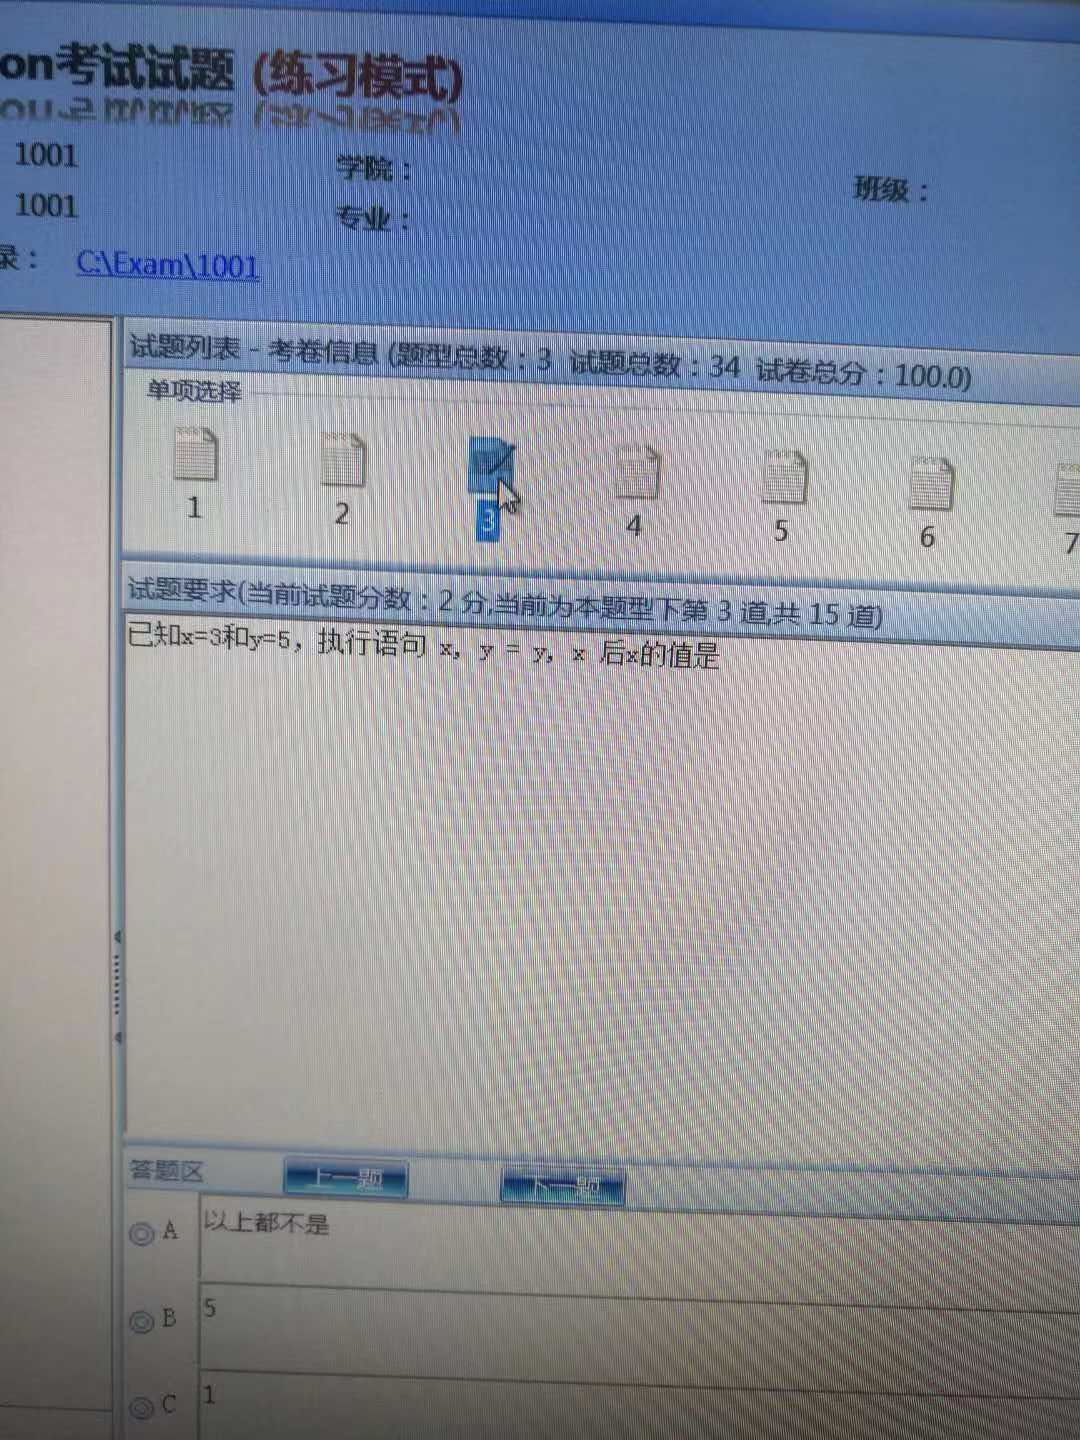 on考试试题 (练习模式)
1001
学院：
班级：
1001
专业：
录： C:\Exam\1001
试题列表 - 考卷信息 (题型总数：3 试题总数：34 试卷总分：100.0)
单项选择
1 2 3 4 5 6 7
试题要求(当前试题分数：2 分,当前为本题型下第 3 道,共 15 道)
已知x=3和y=5，执行语句 x, y = y, x 后x的值是
答题区 上一题 下一题
A 以上都不是
B 5
C 1